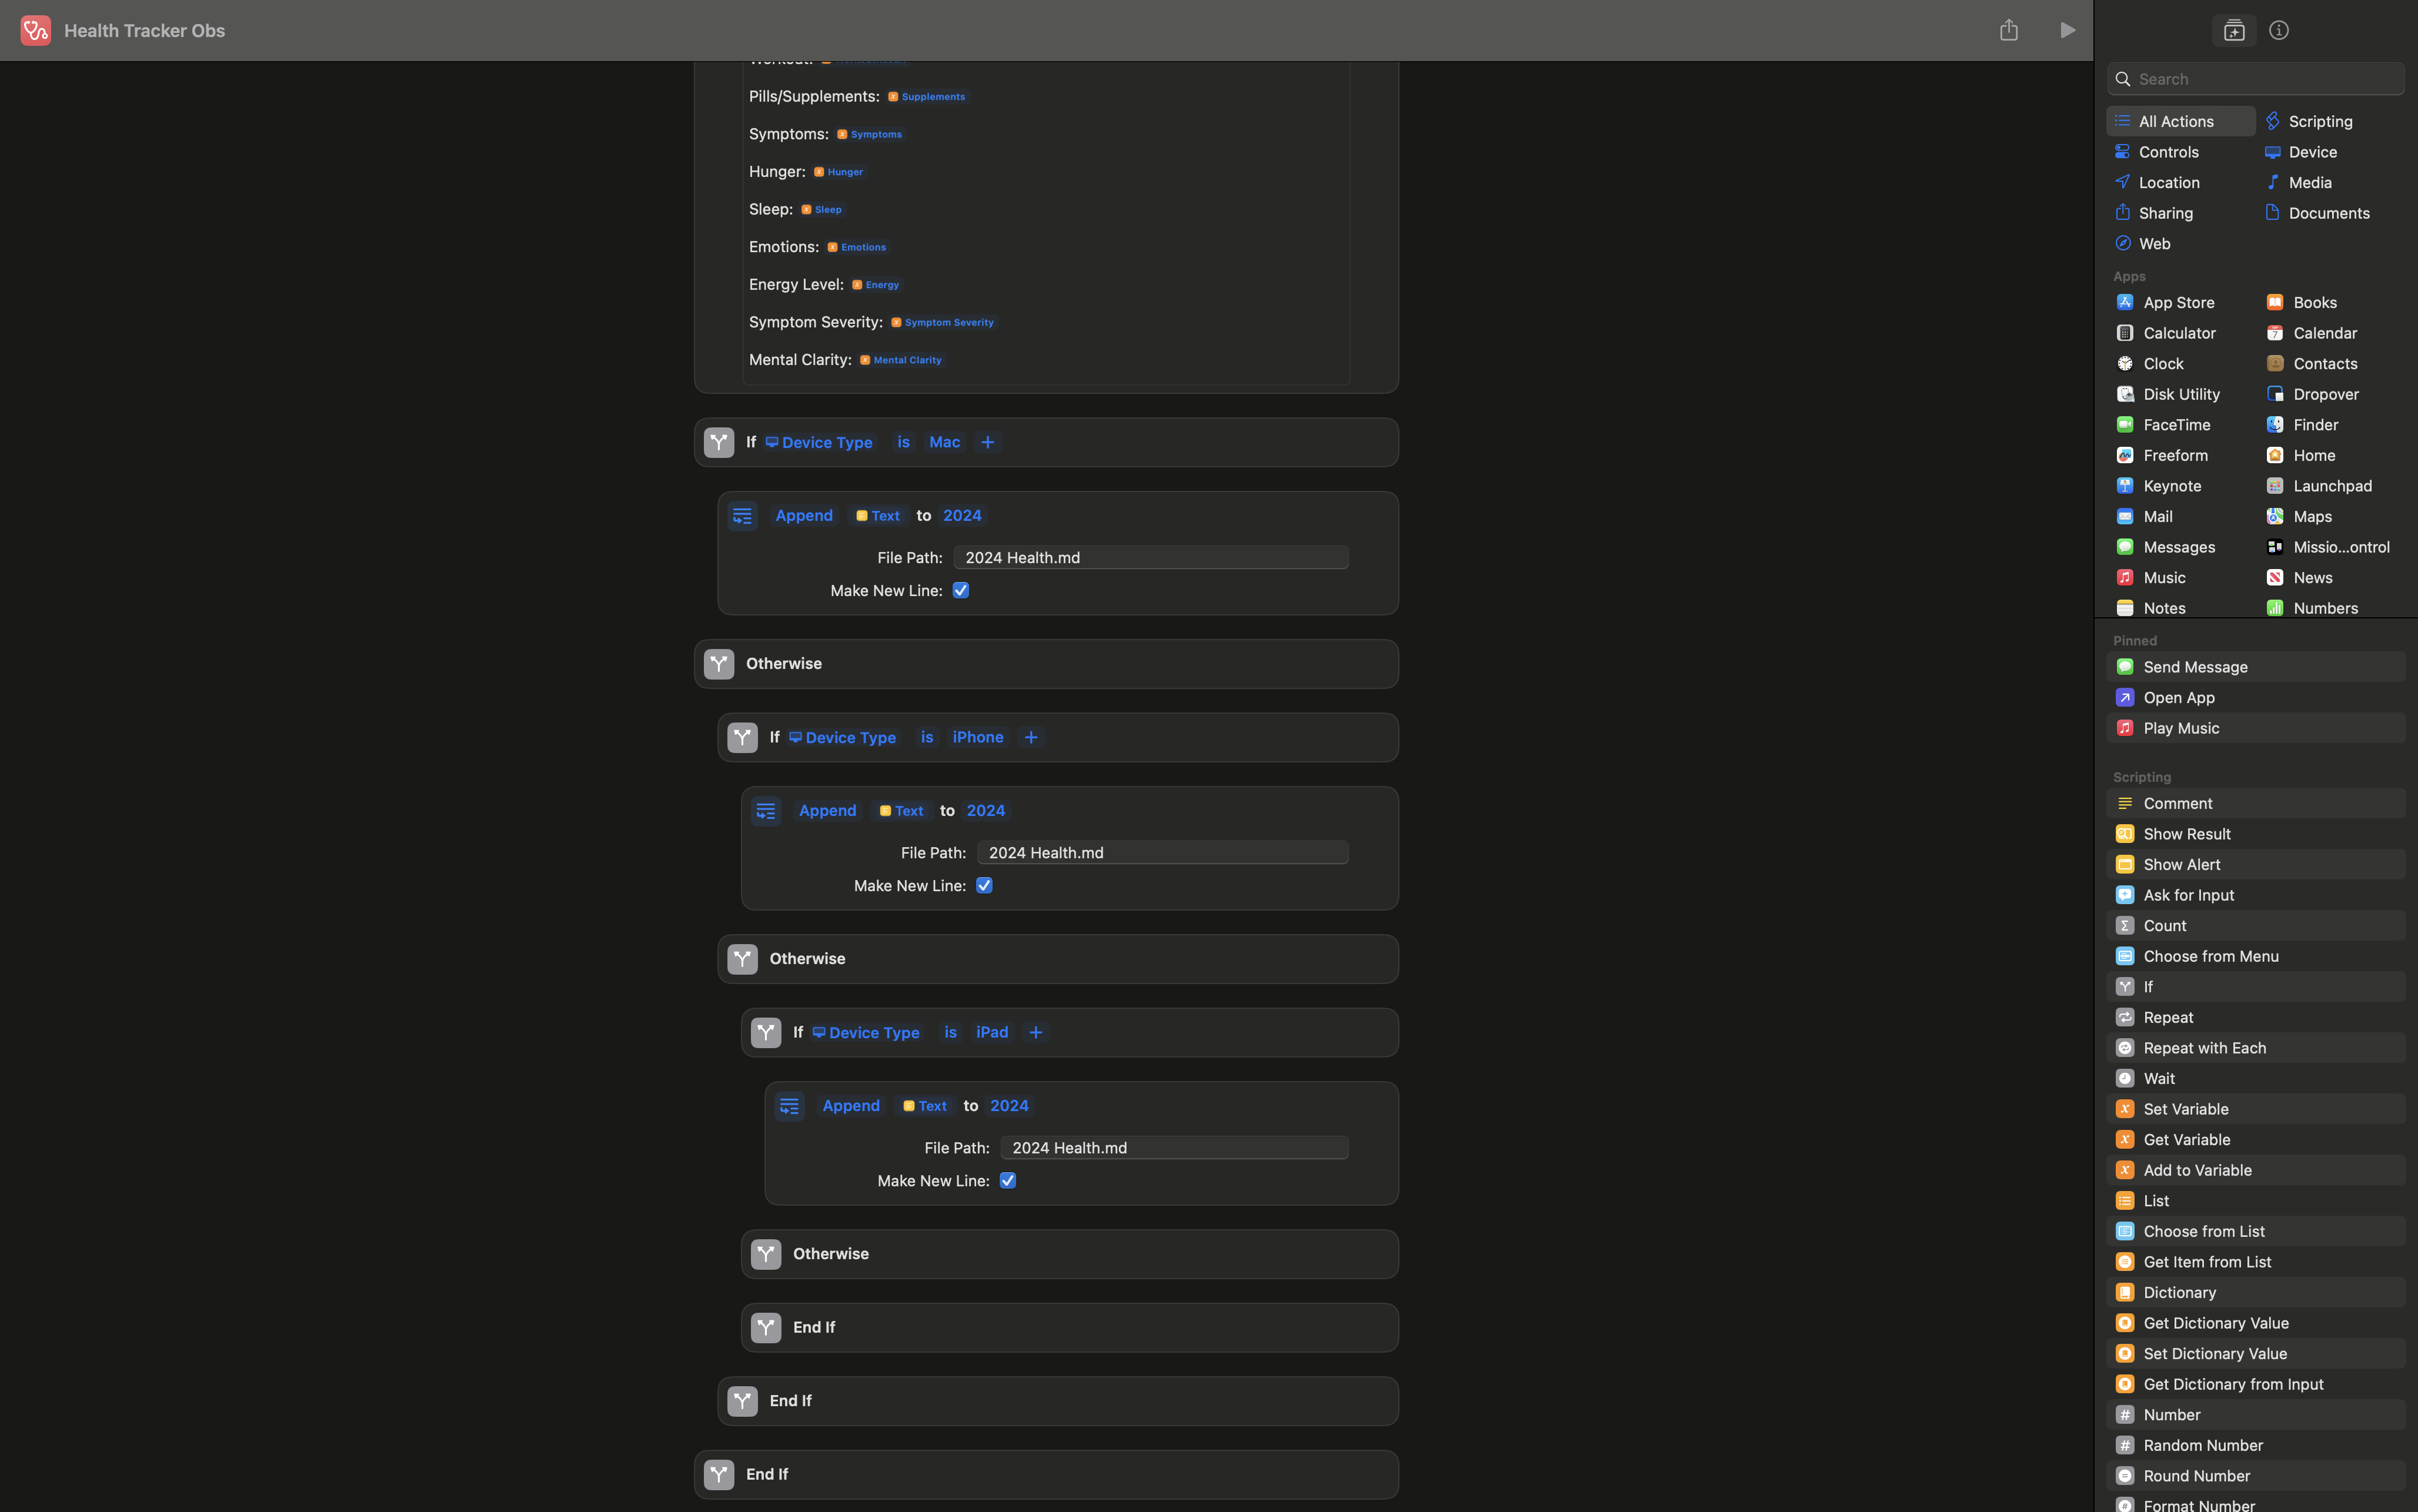 Health Tracker Obs
Pills/Supplements: Supplements
Symptoms: Symptoms
Hunger: Hunger
Sleep: Sleep
Emotions: Emotions
Energy Level: Energy
Symptom Severity: Symptom Severity
Mental Clarity: Mental Clarity
If Device Type is Mac +
Append Text to 2024
File Path: 2024 Health.md
Make New Line:
Otherwise
If Device Type is iPhone +
Append Text to 2024
File Path: 2024 Health.md
Make New Line:
Otherwise
If Device Type is iPad +
Append Text to 2024
File Path: 2024 Health.md
Make New Line:
Otherwise
End If
End If
End If
Search
All Actions Scripting
Controls Device
Location Media
Sharing Documents
Web
Apps
App Store Books
Calculator Calendar
Clock Contacts
Disk Utility Dropover
FaceTime Finder
Freeform Home
Keynote Launchpad
Mail Maps
Messages Missio...ontrol
Music News
Notes Numbers
Pinned
Send Message
Open App
Play Music
Scripting
Comment
Show Result
Show Alert
Ask for Input
Count
Choose from Menu
If
Repeat
Repeat with Each
Wait
Set Variable
Get Variable
Add to Variable
List
Choose from List
Get Item from List
Dictionary
Get Dictionary Value
Set Dictionary Value
Get Dictionary from Input
Number
Random Number
Round Number
Format Number